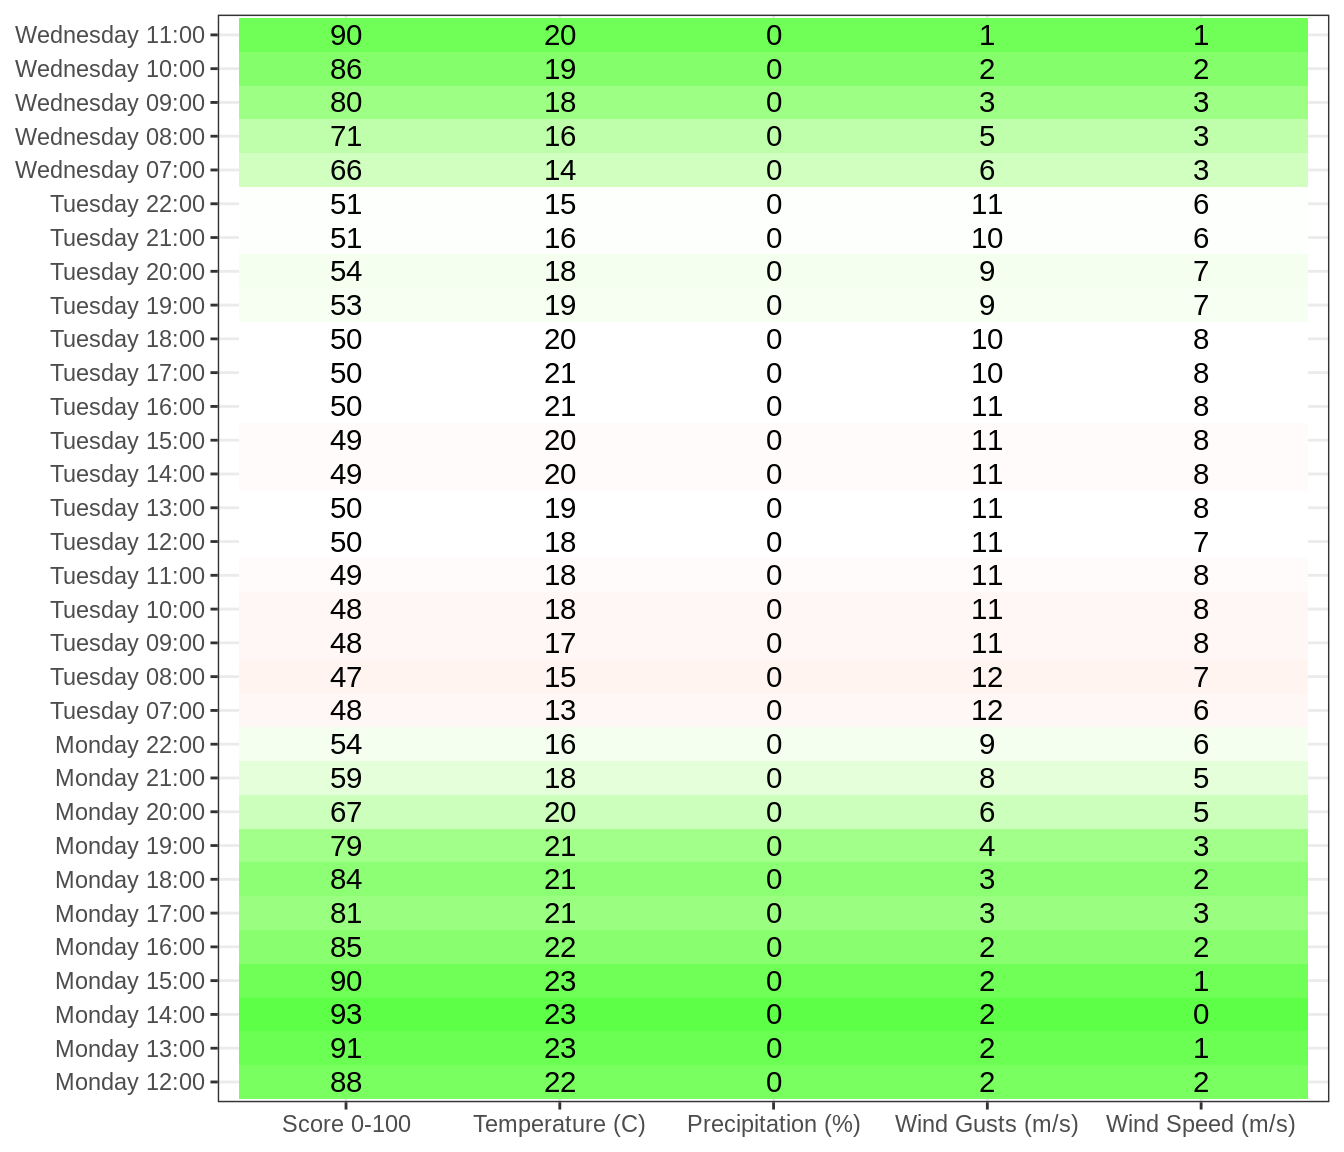 Wednesday 11:00 90 20 0 1 1
Wednesday 10:00 86 19 0 2 2
Wednesday 09:00 80 18 0 3 3
Wednesday 08:00 71 16 0 5 3
Wednesday 07:00 66 14 0 6 3
Tuesday 22:00 51 15 0 11 6
Tuesday 21:00 51 16 0 10 6
Tuesday 20:00 54 18 0 9 7
Tuesday 19:00 53 19 0 9 7
Tuesday 18:00 50 20 0 10 8
Tuesday 17:00 50 21 0 10 8
Tuesday 16:00 50 21 0 11 8
Tuesday 15:00 49 20 0 11 8
Tuesday 14:00 49 20 0 11 8
Tuesday 13:00 50 19 0 11 8
Tuesday 12:00 50 18 0 11 7
Tuesday 11:00 49 18 0 11 8
Tuesday 10:00 48 18 0 11 8
Tuesday 09:00 48 17 0 11 8
Tuesday 08:00 47 15 0 12 7
Tuesday 07:00 48 13 0 12 6
Monday 22:00 54 16 0 9 6
Monday 21:00 59 18 0 8 5
Monday 20:00 67 20 0 6 5
Monday 19:00 79 21 0 4 3
Monday 18:00 84 21 0 3 2
Monday 17:00 81 21 0 3 3
Monday 16:00 85 22 0 2 2
Monday 15:00 90 23 0 2 1
Monday 14:00 93 23 0 2 0
Monday 13:00 91 23 0 2 1
Monday 12:00 88 22 0 2 2
Score 0-100 Temperature (C) Precipitation (%) Wind Gusts (m/s) Wind Speed (m/s)